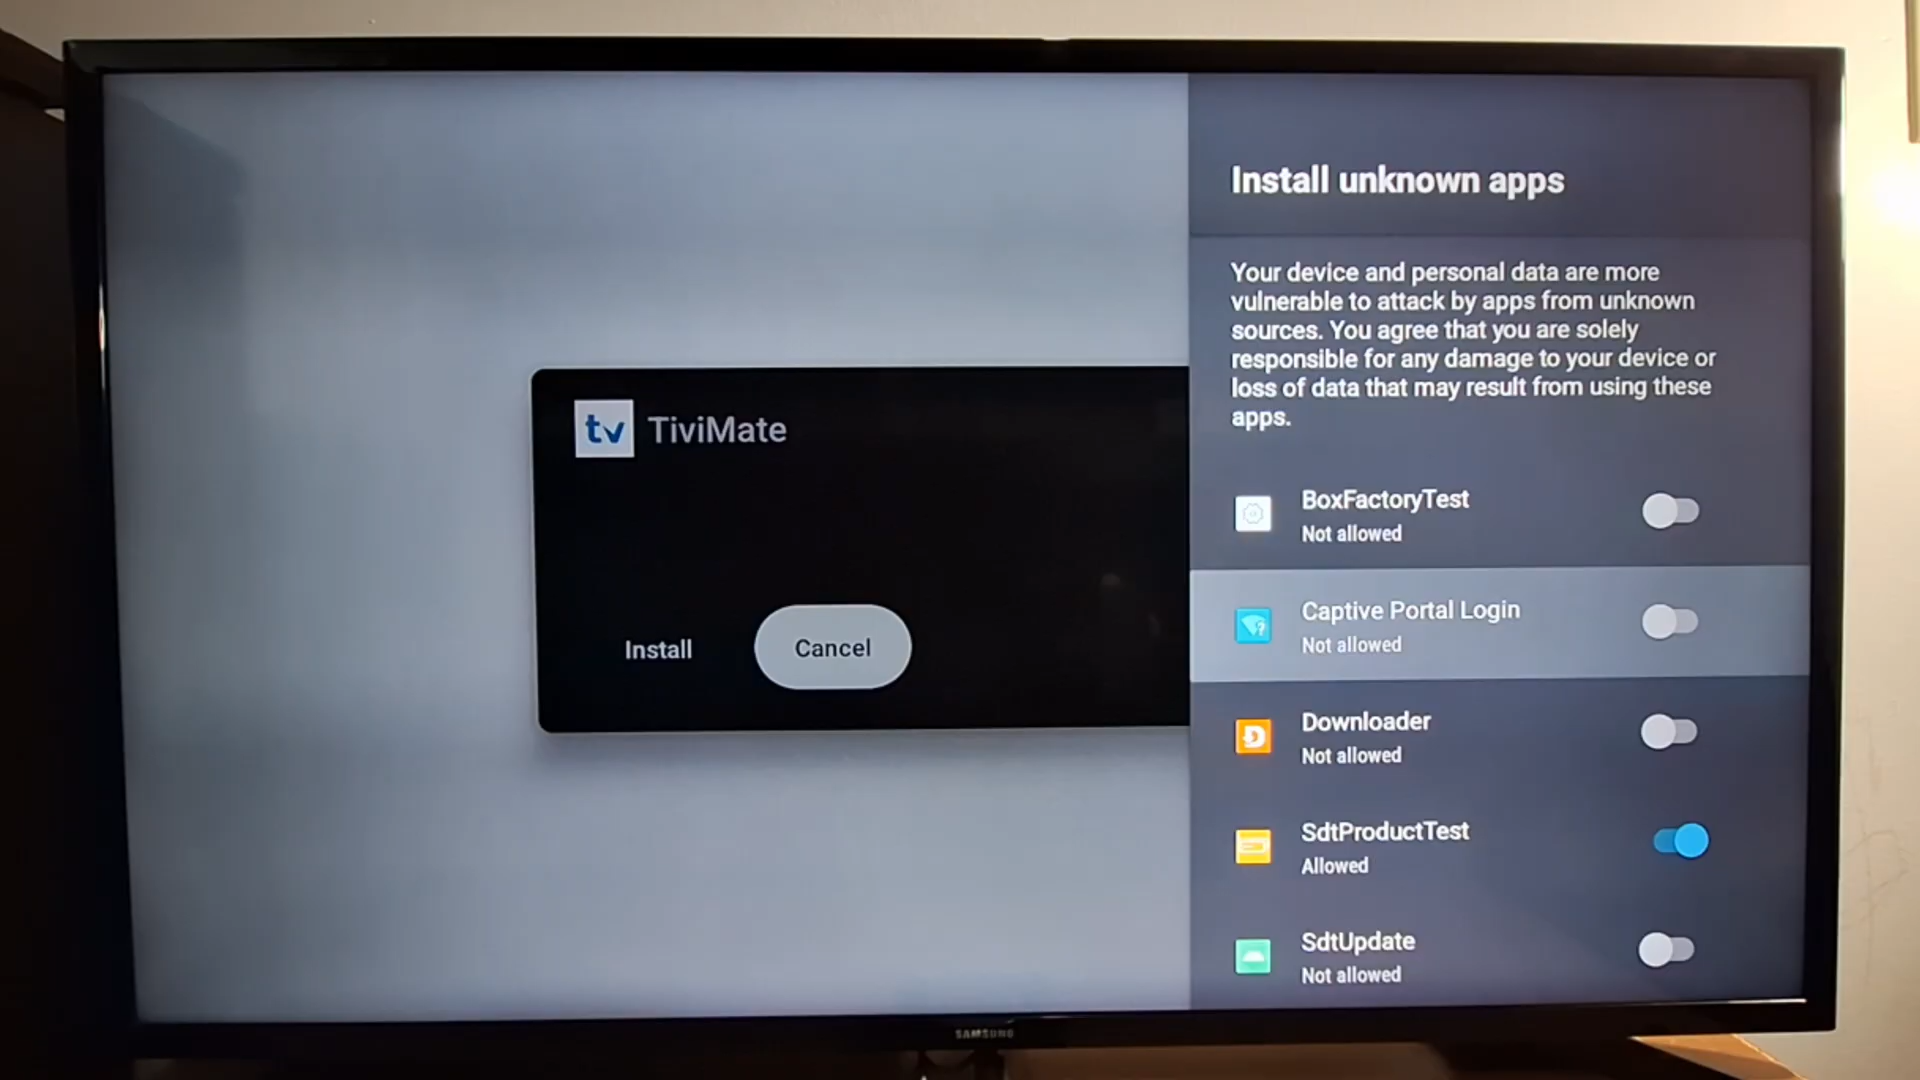 Install unknown apps
Your device and personal data are more
vulnerable to attack by apps from unknown
sources. You agree that you are solely
responsible for any damage to your device or
loss of data that may result from using these
apps.
tv TiviMate
Install Cancel
BoxFactoryTest
Not allowed
Captive Portal Login
Not allowed
Downloader
Not allowed
SdtProductTest
Allowed
SdtUpdate
Not allowed
SAMSUNG